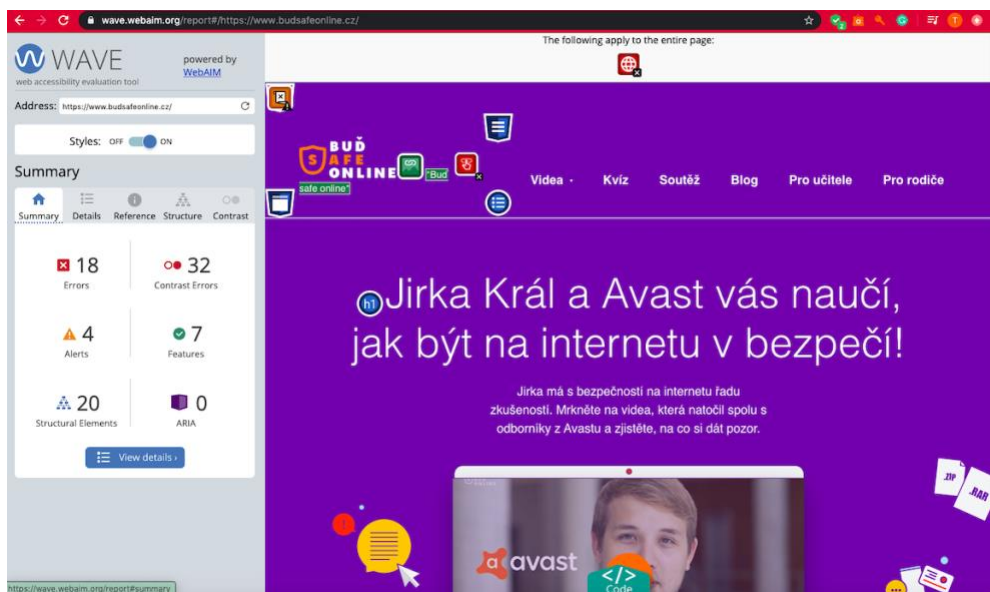 wave.webaim.org/report#/https://www.budsafeonline.cz/
The following apply to the entire page:
WAVE
web accessibility evaluation tool
powered by
WebAIM
Address: https://www.budsafeonline.cz/
Styles: OFF ON
Summary
Summary Details Reference Structure Contrast
18
Errors
32
Contrast Errors
4
Alerts
7
Features
20
Structural Elements
0
ARIA
View details ›
https://wave.webaim.org/report#summary
BUĎ
SAFE
ONLINE
"Bud
safe online"
Videa Kvíz Soutěž Blog Pro učitele Pro rodiče
h1
Jirka Král a Avast vás naučí,
jak být na internetu v bezpečí!
Jirka má s bezpečností na internetu řadu
zkušeností. Mrkněte na videa, která natočil spolu s
odborníky z Avastu a zjistěte, na co si dát pozor.
.ZIP
.RAR
avast
</>
Code